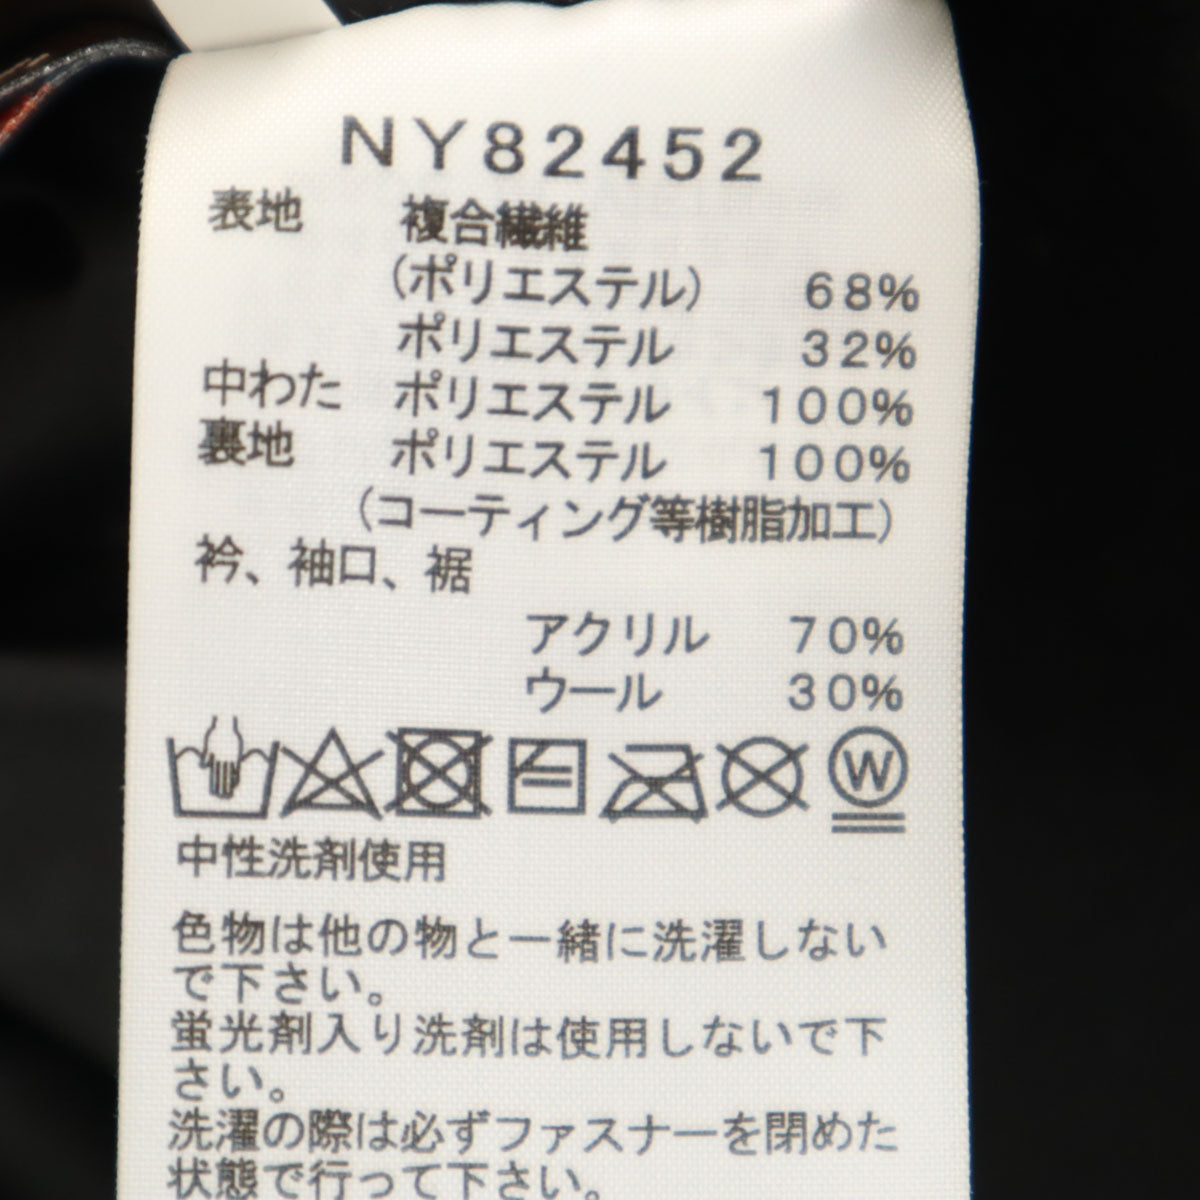 NY82452
表地 複合繊維
(ポリエステル) 68%
ポリエステル 32%
中わた ポリエステル 100%
裏地 ポリエステル 100%
(コーティング等樹脂加工)
衿、袖口、裾
アクリル 70%
ウール 30%
W
中性洗剤使用
色物は他の物と一緒に洗濯しない
で下さい。
蛍光剤入り洗剤は使用しないで下
さい。
洗濯の際は必ずファスナーを閉めた
状態で行って下さい。